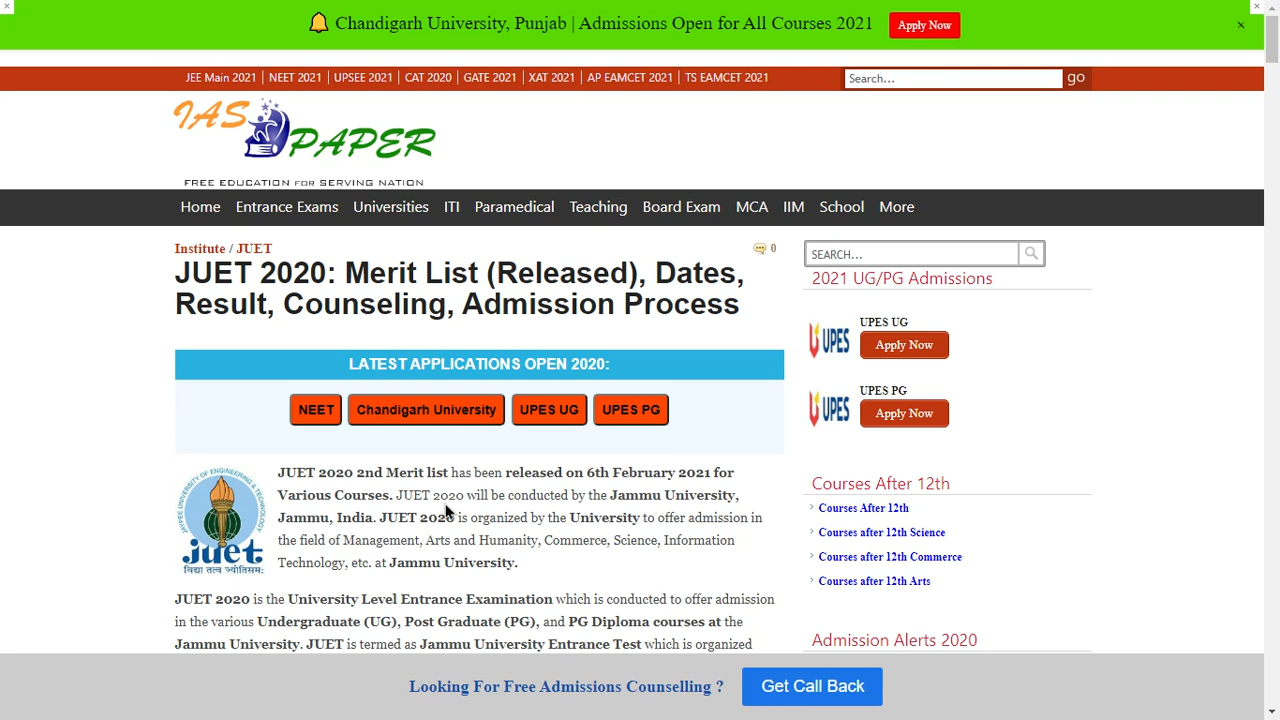 Chandigarh University, Punjab | Admissions Open for All Courses 2021 Apply Now
JEE Main 2021 NEET 2021 UPSEE 2021 CAT 2020 GATE 2021 XAT 2021 AP EAMCET 2021 TS EAMCET 2021 Search... go
IAS PAPER
FREE EDUCATION FOR SERVING NATION
Home Entrance Exams Universities ITI Paramedical Teaching Board Exam MCA IIM School More
Institute / JUET 0
JUET 2020: Merit List (Released), Dates,
Result, Counseling, Admission Process
LATEST APPLICATIONS OPEN 2020:
NEET Chandigarh University UPES UG UPES PG
JAYPEE UNIVERSITY OF ENGINEERING & TECHNOLOGY
juet
विद्या तत्व ज्योतिसमः
JUET 2020 2nd Merit list has been released on 6th February 2021 for
Various Courses. JUET 2020 will be conducted by the Jammu University,
Jammu, India. JUET 2020 is organized by the University to offer admission in
the field of Management, Arts and Humanity, Commerce, Science, Information
Technology, etc. at Jammu University.
JUET 2020 is the University Level Entrance Examination which is conducted to offer admission
in the various Undergraduate (UG), Post Graduate (PG), and PG Diploma courses at the
Jammu University. JUET is termed as Jammu University Entrance Test which is organized
SEARCH...
2021 UG/PG Admissions
UPES
UPES UG
Apply Now
UPES
UPES PG
Apply Now
Courses After 12th
Courses After 12th
Courses after 12th Science
Courses after 12th Commerce
Courses after 12th Arts
Admission Alerts 2020
Looking For Free Admissions Counselling ? Get Call Back